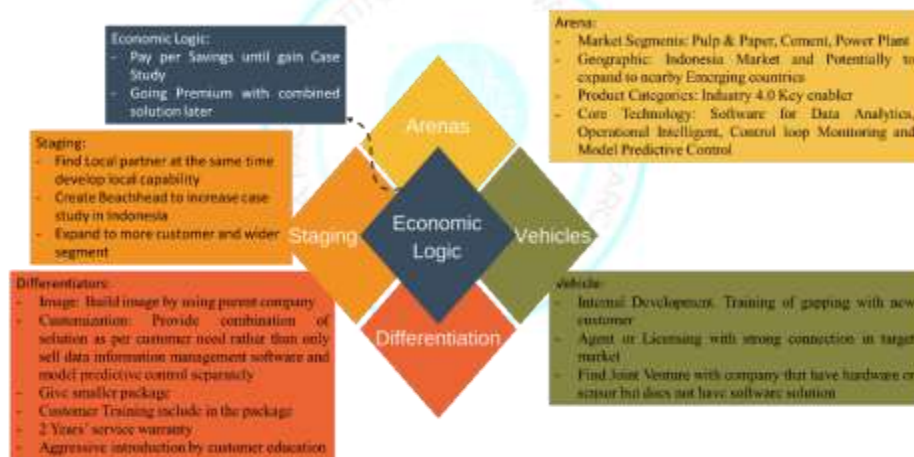 Economic Logic:
- Pay per Savings until gain Case
Study
- Going Premium with combined
solution later
Arena:
- Market Segments: Pulp & Paper, Cement, Power Plant
- Geographic: Indonesia Market and Potentially to
expand to nearby Emerging countries
- Product Categories: Industry 4.0 Key enabler
- Core Technology: Software for Data Analytics,
Operational Intelligent, Control loop Monitoring and
Model Predictive Control
Staging:
- Find Local partner at the same time
develop local capability
- Create Beachhead to increase case
study in Indonesia
- Expand to more customer and wider
segment
Arenas
Staging
Economic
Logic
Vehicles
Differentiation
Differentiators:
- Image: Build image by using parent company
- Customization: Provide combination of
solution as per customer need rather than only
sell data information management software and
model predictive control separately
- Give smaller package
- Customer Training include in the package
- 2 Years' service warranty
- Aggressive introduction by customer education
Vehicle:
- Internal Development: Training of gapping with new
customer
- Agent or Licensing with strong connection in target
market
- Find Joint Venture with company that have hardware or
sensor but does not have software solution